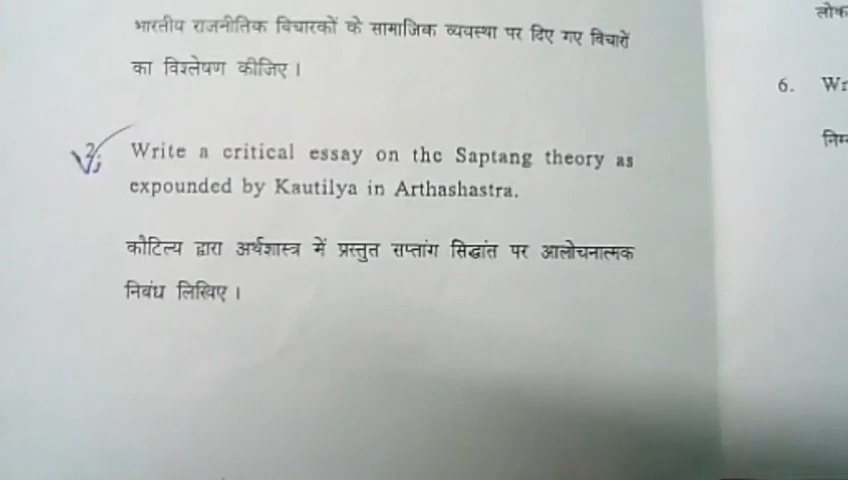 भारतीय राजनीतिक विचारकों के सामाजिक व्यवस्था पर दिए गए विचारों
का विश्लेषण कीजिए ।
2.
Write a critical essay on the Saptang theory as
expounded by Kautilya in Arthashastra.
कौटिल्य द्वारा अर्थशास्त्र में प्रस्तुत सप्तांग सिद्धांत पर आलोचनात्मक
निबंध लिखिए ।
6.